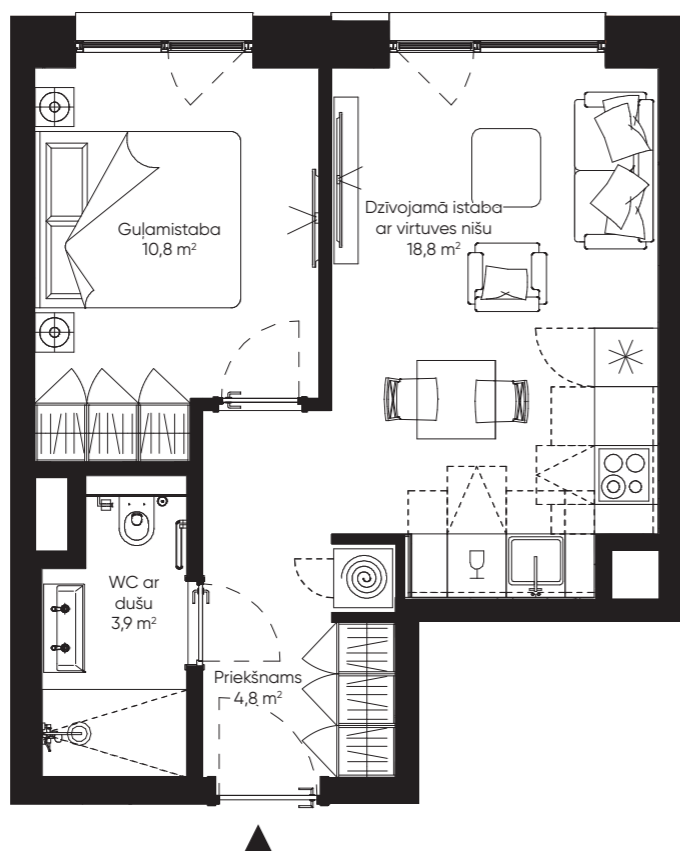 Guļamistaba
10,8 m²
Dzīvojamā istaba
ar virtuves nišu
18,8 m²
WC ar
dušu
3,9 m²
Priekšnams
4,8 m²